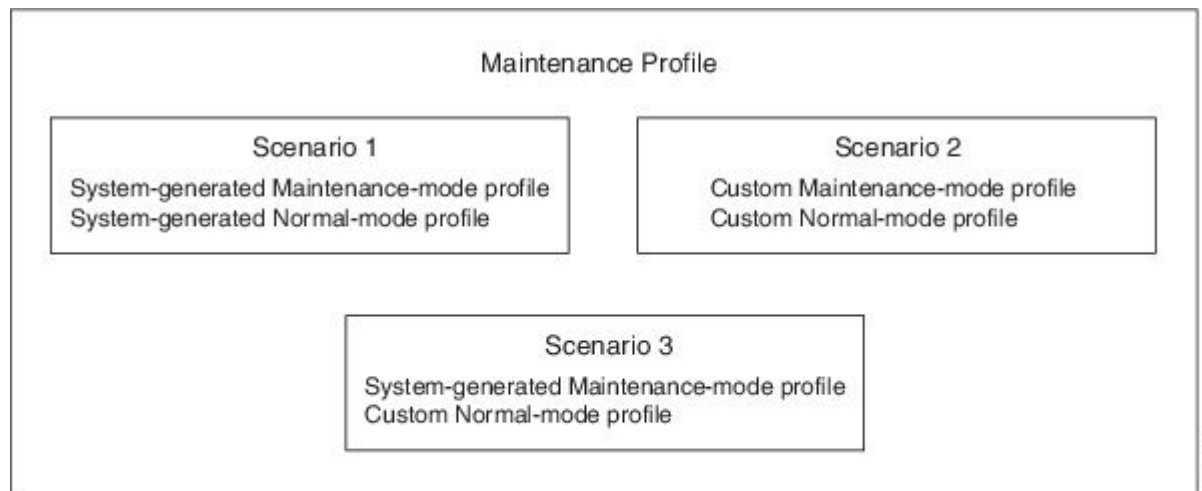 Maintenance Profile
Scenario 1
System-generated Maintenance-mode profile
System-generated Normal-mode profile
Scenario 2
Custom Maintenance-mode profile
Custom Normal-mode profile
Scenario 3
System-generated Maintenance-mode profile
Custom Normal-mode profile